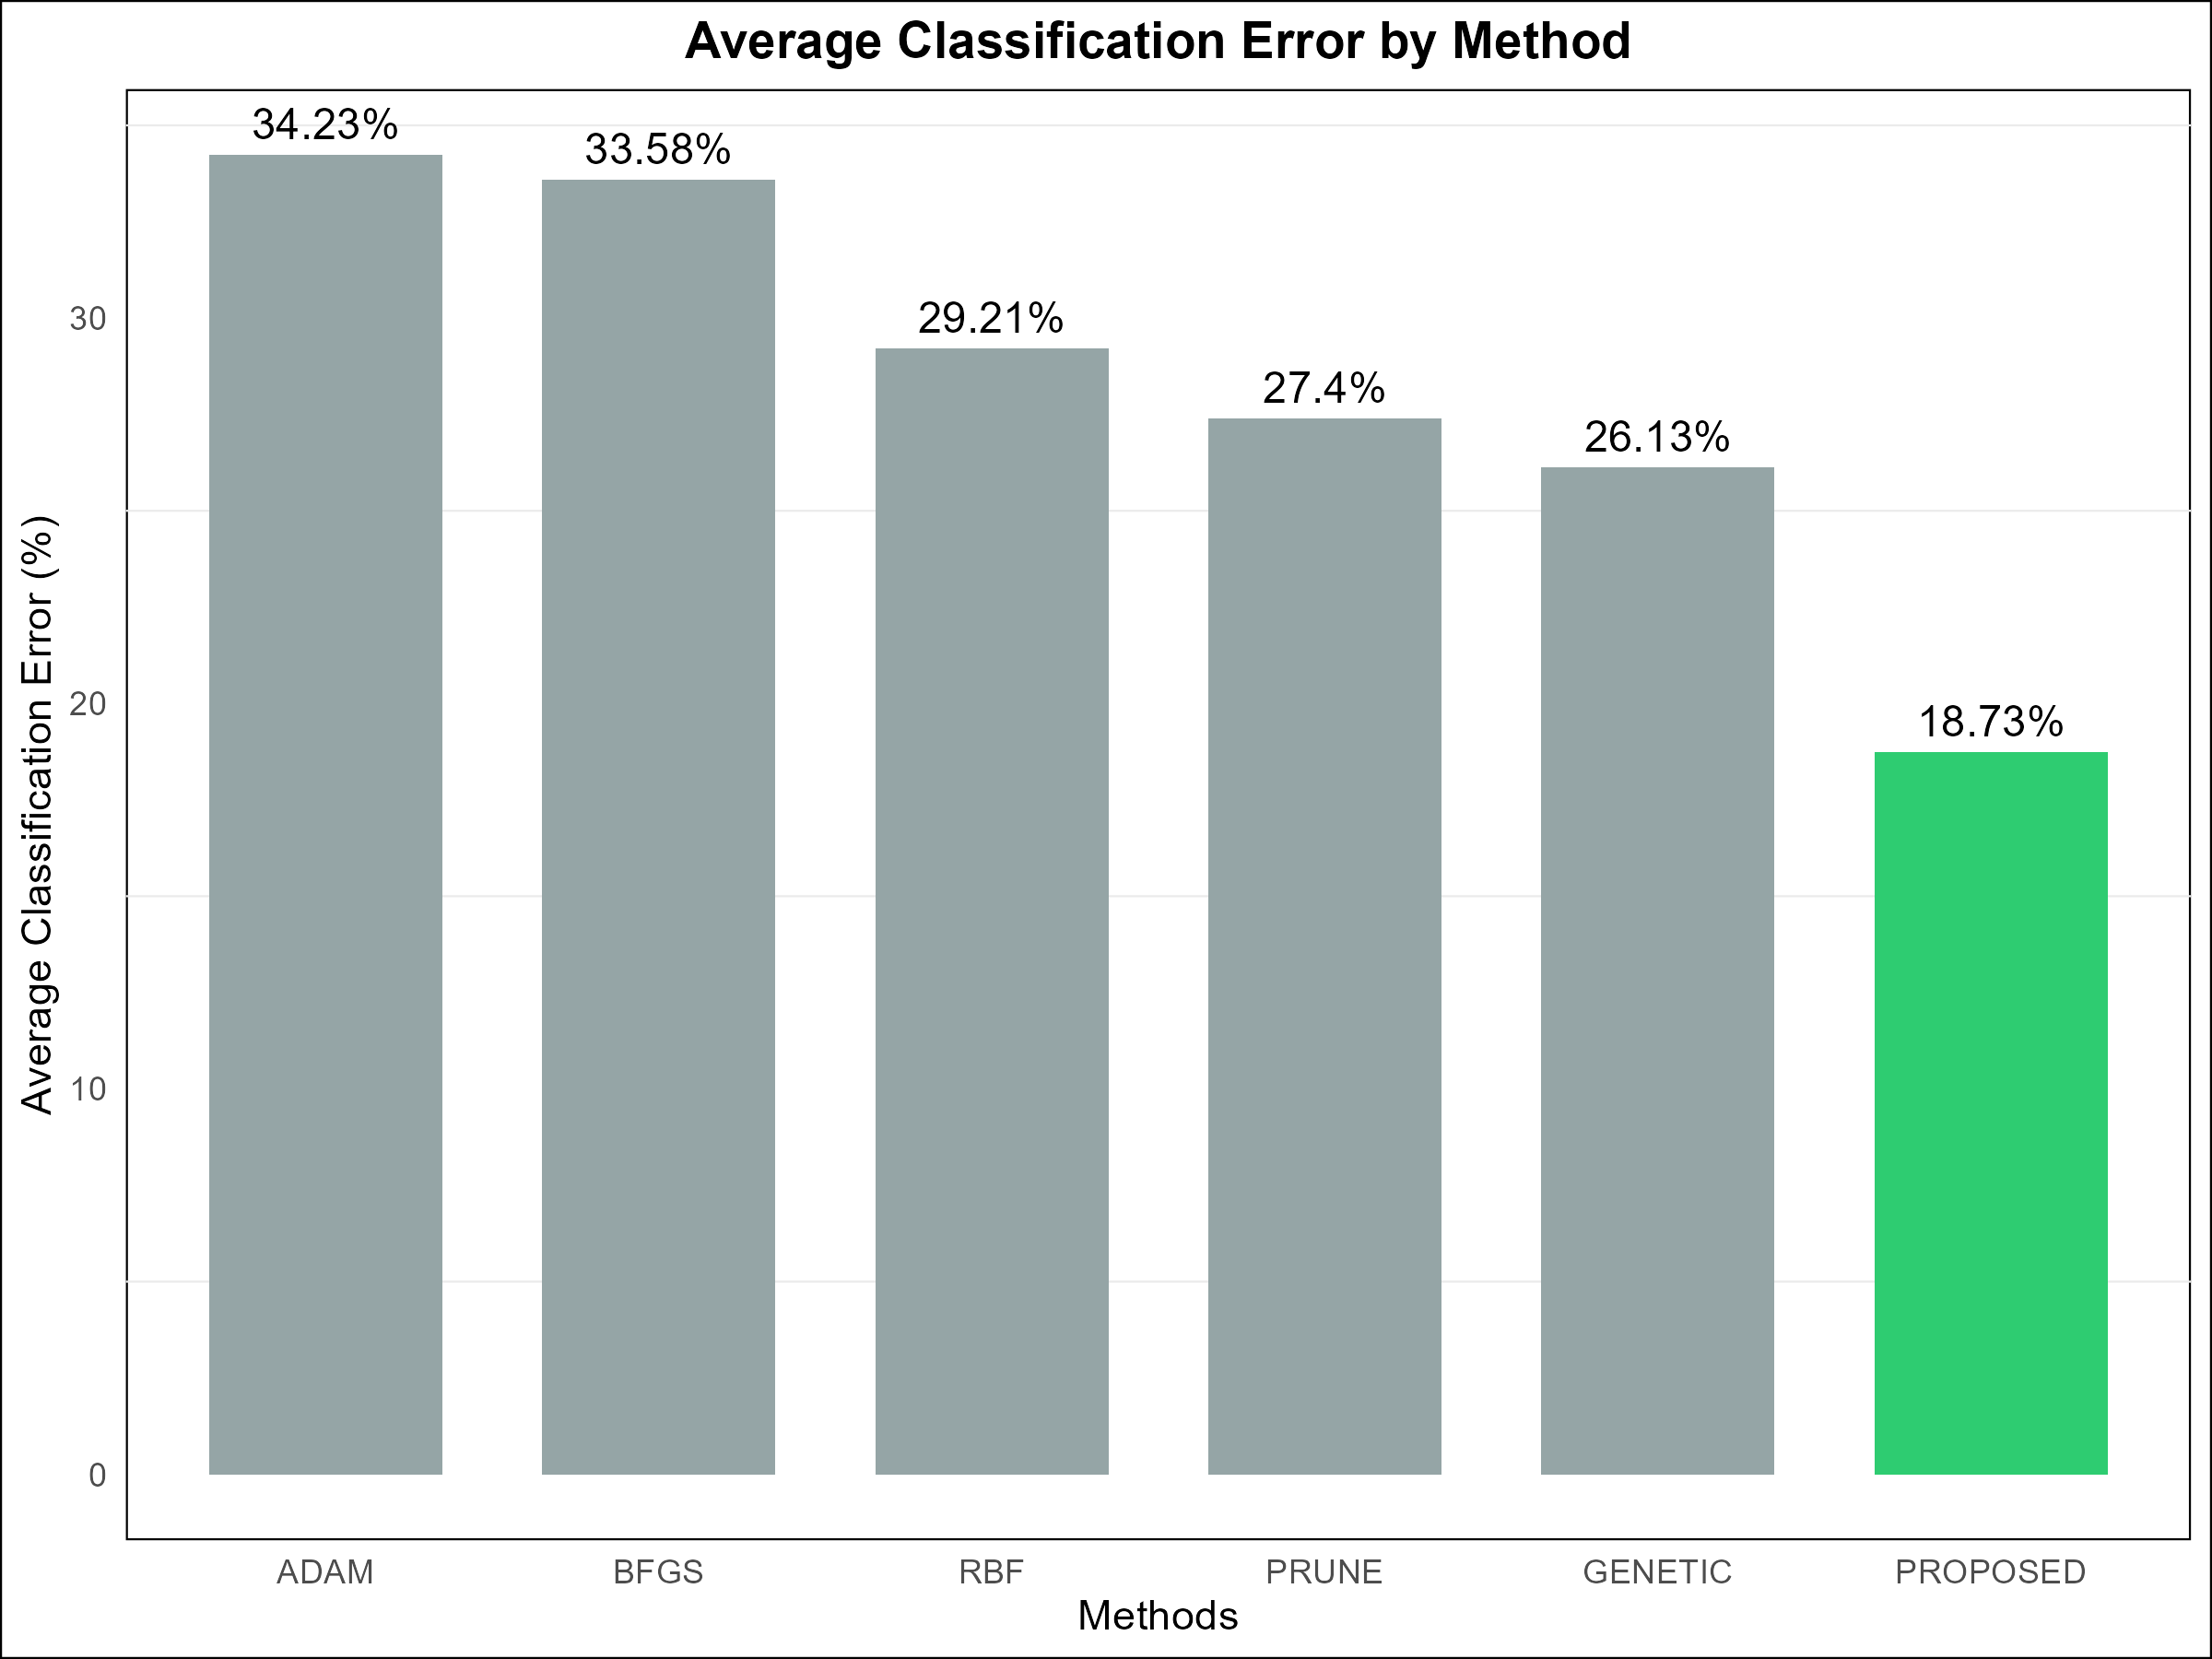 Average Classification Error by Method
Average Classification Error (%)
34.23%
33.58%
29.21%
27.4%
26.13%
18.73%
30
20
10
0
ADAM
BFGS
RBF
PRUNE
GENETIC
PROPOSED
Methods